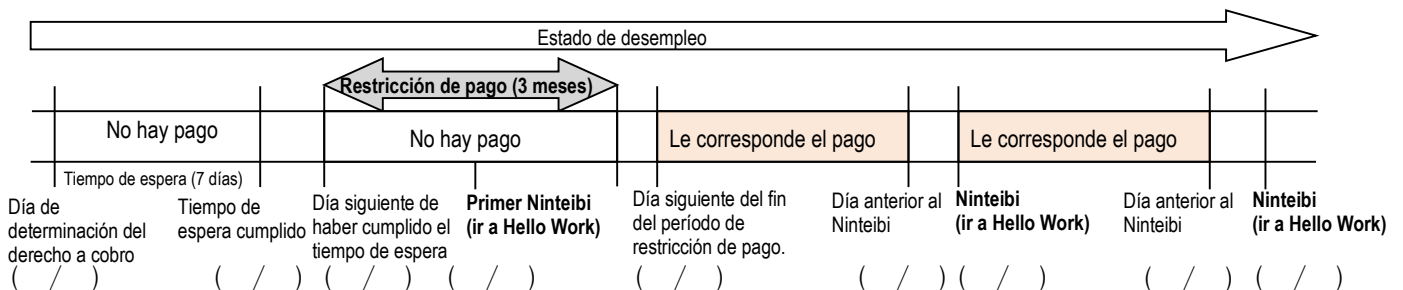 Estado de desempleo
Restricción de pago (3 meses)
No hay pago
No hay pago
Le corresponde el pago
Le corresponde el pago
Tiempo de espera (7 días)
Día de
determinación del
derecho a cobro
( / )
Tiempo de
espera cumplido
( / )
Día siguiente de
haber cumplido el
tiempo de espera
( / )
Primer Ninteibi
(ir a Hello Work)
( / )
Día siguiente del fin
del período de
restricción de pago.
( / )
Día anterior al
Ninteibi
( / )
Ninteibi
(ir a Hello Work)
( / )
Día anterior al
Ninteibi
( / )
Ninteibi
(ir a Hello Work)
( / )